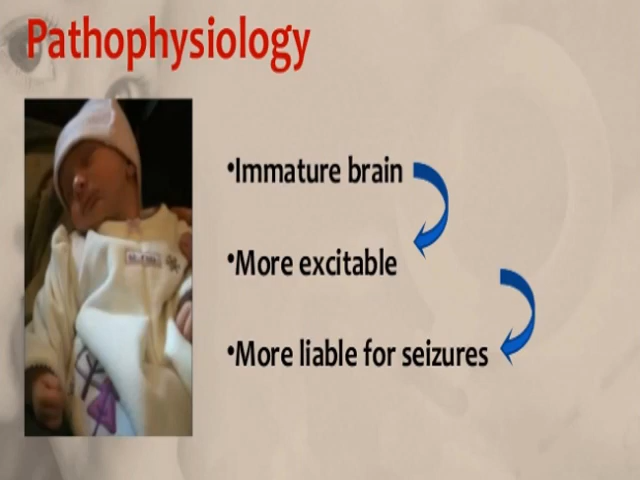 Pathophysiology
•Immature brain
•More excitable
•More liable for seizures